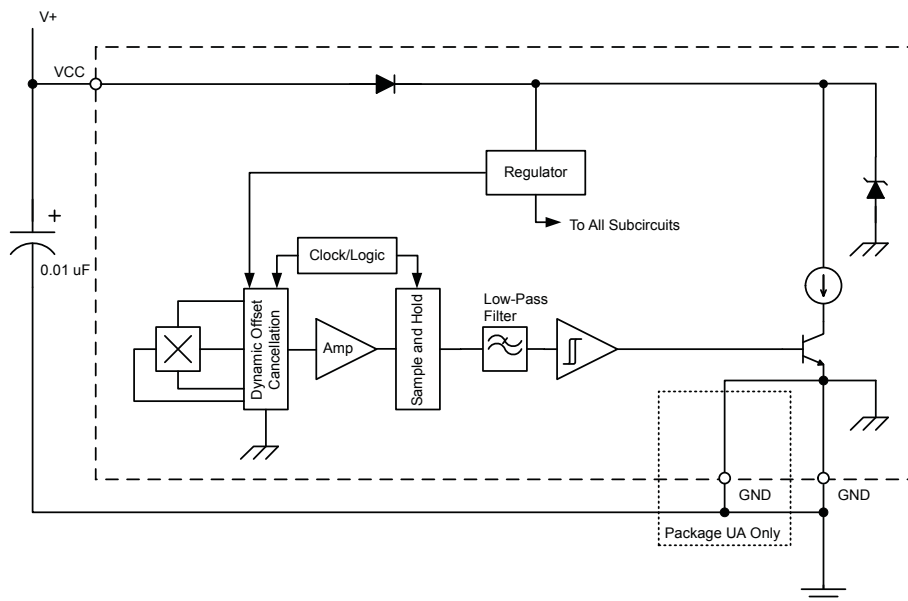 V+
VCC
Regulator
To All Subcircuits
+
0.01 uF
Clock/Logic
Dynamic Offset
Cancellation
Amp
Sample and Hold
Low-Pass
Filter
GND
GND
Package UA Only